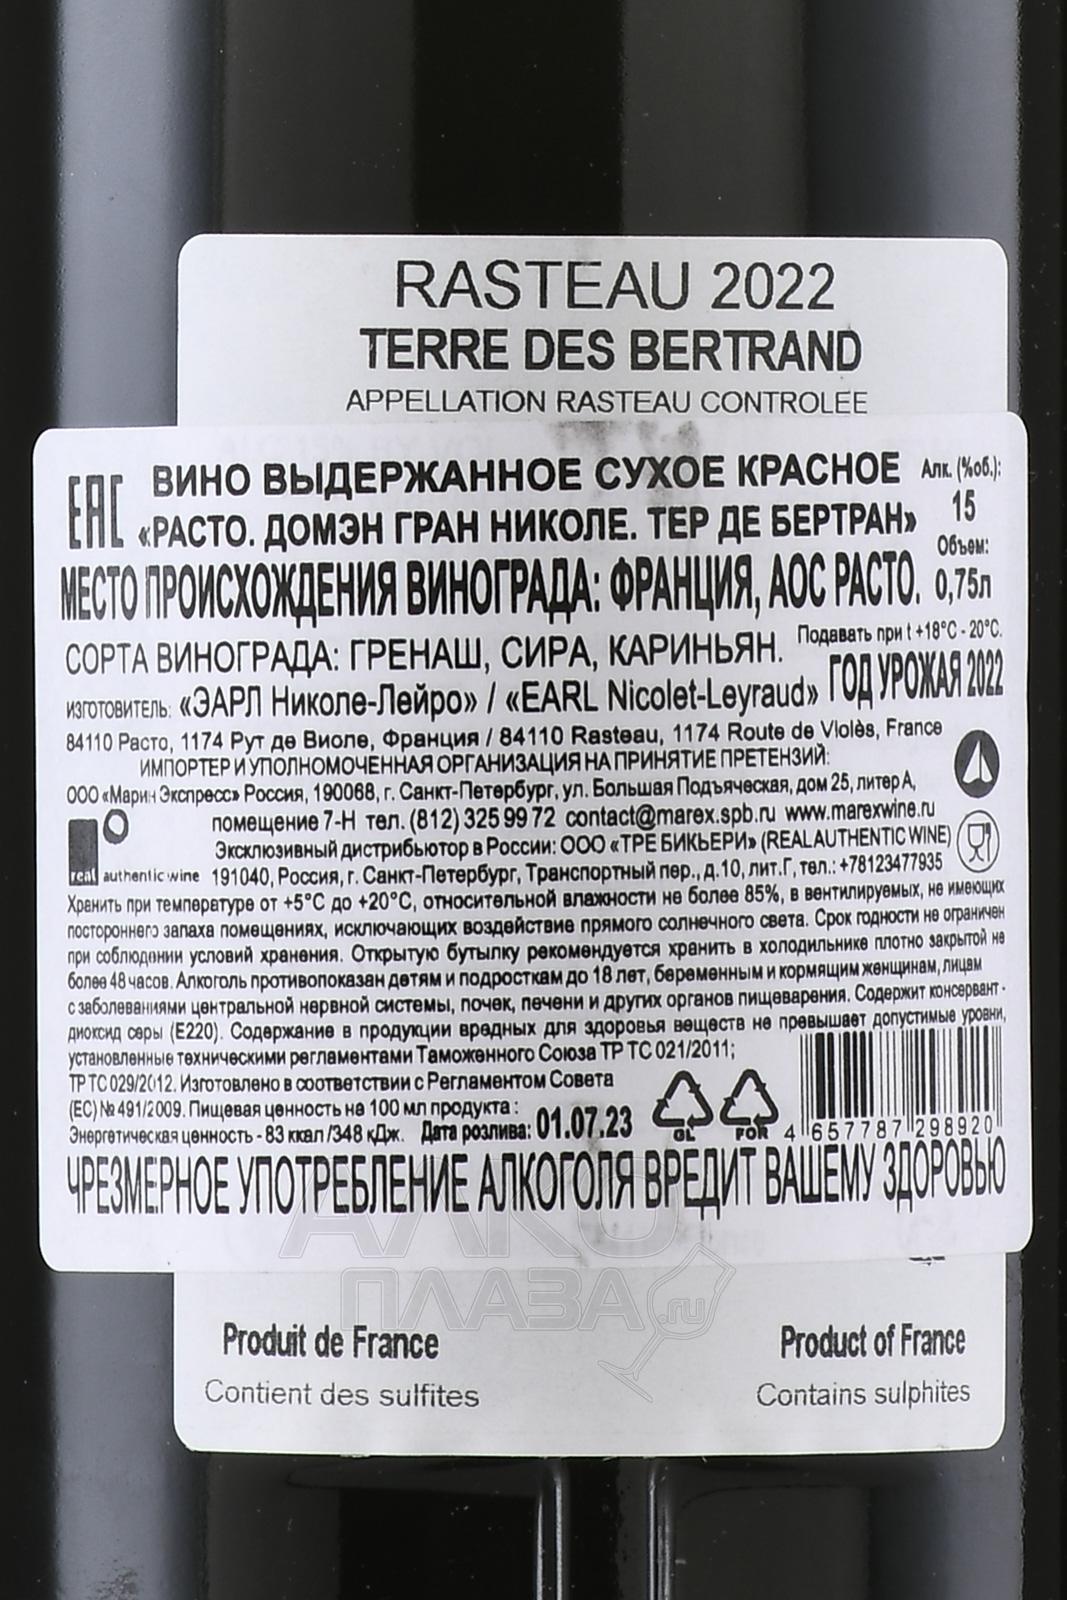 RASTEAU 2022
TERRE DES BERTRAND
APPELLATION RASTEAU CONTROLEE
EAC
ВИНО ВЫДЕРЖАННОЕ СУХОЕ КРАСНОЕ
«РАСТО. ДОМЭН ГРАН НИКОЛЕ. ТЕР ДЕ БЕРТРАН»
Алк. (%об.):
15
Объем:
0,75л
МЕСТО ПРОИСХОЖДЕНИЯ ВИНОГРАДА: ФРАНЦИЯ, АОС РАСТО.
Подавать при t +18°C - 20°C.
СОРТА ВИНОГРАДА: ГРЕНАШ, СИРА, КАРИНЬЯН.
ГОД УРОЖАЯ 2022
ИЗГОТОВИТЕЛЬ: «ЭАРЛ Николе-Лейро» / «EARL Nicolet-Leyraud»
84110 Расто, 1174 Рут де Виоле, Франция / 84110 Rasteau, 1174 Route de Violès, France
ИМПОРТЕР И УПОЛНОМОЧЕННАЯ ОРГАНИЗАЦИЯ НА ПРИНЯТИЕ ПРЕТЕНЗИЙ:
ООО «Марин Экспресс» Россия, 190068, г. Санкт-Петербург, ул. Большая Подъяческая, дом 25, литер А,
помещение 7-Н тел. (812) 325 99 72 contact@marex.spb.ru www.marexwine.ru
Эксклюзивный дистрибьютор в России: ООО «ТРЕ БИКЬЕРИ» (REAL AUTHENTIC WINE)
real authentic wine
191040, Россия, г. Санкт-Петербург, Транспортный пер., д.10, лит.Г, тел.: +78123477935
Хранить при температуре от +5°C до +20°C, относительной влажности не более 85%, в вентилируемых, не имеющих
постороннего запаха помещениях, исключающих воздействие прямого солнечного света. Срок годности не ограничен
при соблюдении условий хранения. Открытую бутылку рекомендуется хранить в холодильнике плотно закрытой не
более 48 часов. Алкоголь противопоказан детям и подросткам до 18 лет, беременным и кормящим женщинам, лицам
с заболеваниями центральной нервной системы, почек, печени и других органов пищеварения. Содержит консервант -
диоксид серы (Е220). Содержание в продукции вредных для здоровья веществ не превышает допустимые уровни,
установленные техническими регламентами Таможенного Союза ТР ТС 021/2011;
ТР ТС 029/2012. Изготовлено в соответствии с Регламентом Совета
(ЕС) № 491/2009. Пищевая ценность на 100 мл продукта :
Энергетическая ценность - 83 ккал /348 кДж. Дата розлива: 01.07.23
GL
FOR
4 657787 298920
ЧРЕЗМЕРНОЕ УПОТРЕБЛЕНИЕ АЛКОГОЛЯ ВРЕДИТ ВАШЕМУ ЗДОРОВЬЮ
АЛКО
ПЛАЗА
.ru
Produit de France
Product of France
Contient des sulfites
Contains sulphites